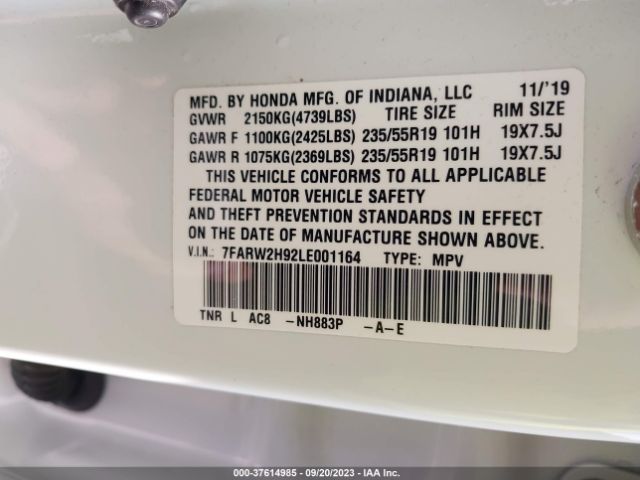 MFD. BY HONDA MFG. OF INDIANA, LLC 11/'19
GVWR 2150KG(4739LBS) TIRE SIZE RIM SIZE
GAWR F 1100KG(2425LBS) 235/55R19 101H 19X7.5J
GAWR R 1075KG(2369LBS) 235/55R19 101H 19X7.5J
THIS VEHICLE CONFORMS TO ALL APPLICABLE
FEDERAL MOTOR VEHICLE SAFETY
AND THEFT PREVENTION STANDARDS IN EFFECT
ON THE DATE OF MANUFACTURE SHOWN ABOVE.
V.I.N.: 7FARW2H92LE001164 TYPE: MPV
TNR L AC8 -NH883P -A-E
000-37614985 | 09/20/2023 | IAA Inc.